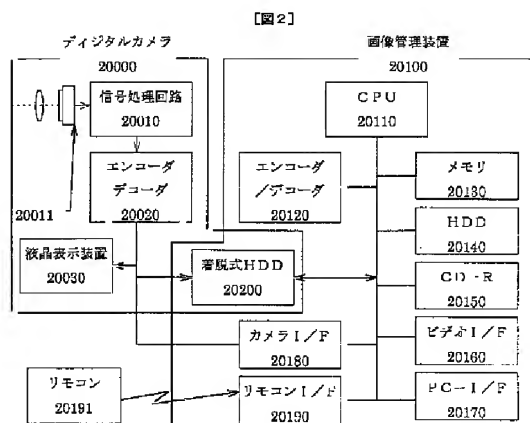 [図2]
ディジタルカメラ
20000
信号処理回路
20010
20011
エンコーダ
デコーダ
20020
液晶表示装置
20030
着脱式HDD
20200
画像管理装置
20100
CPU
20110
エンコーダ
/デコーダ
20120
メモリ
20130
HDD
20140
CD-R
20150
カメラI/F
20180
ビデオI/F
20160
リモコン
20191
リモコンI/F
20190
PC-I/F
20170